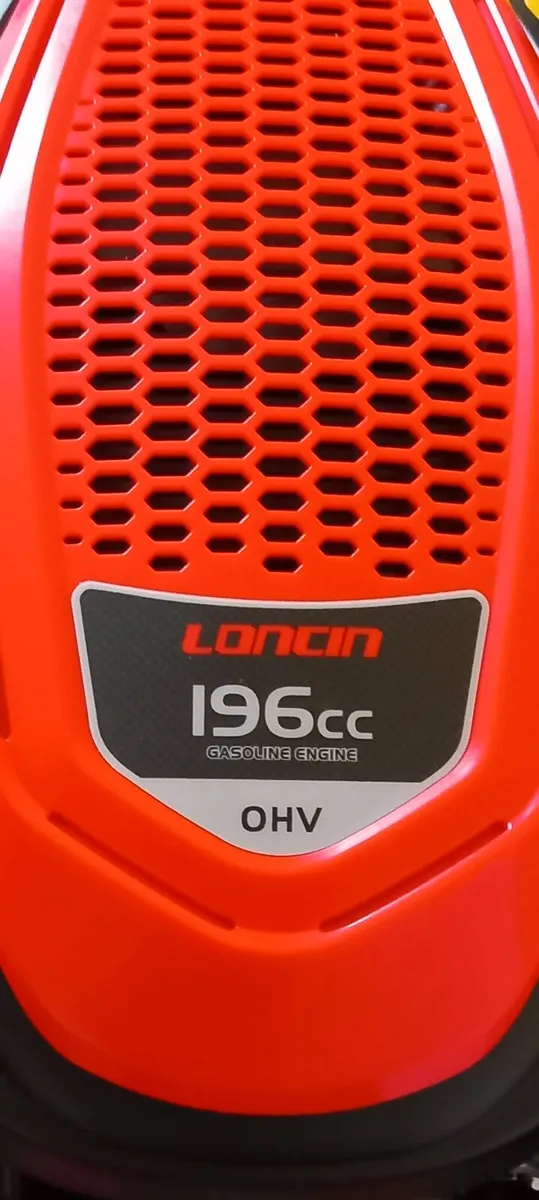 LONCIN
196cc
GASOLINE ENGINE
OHV